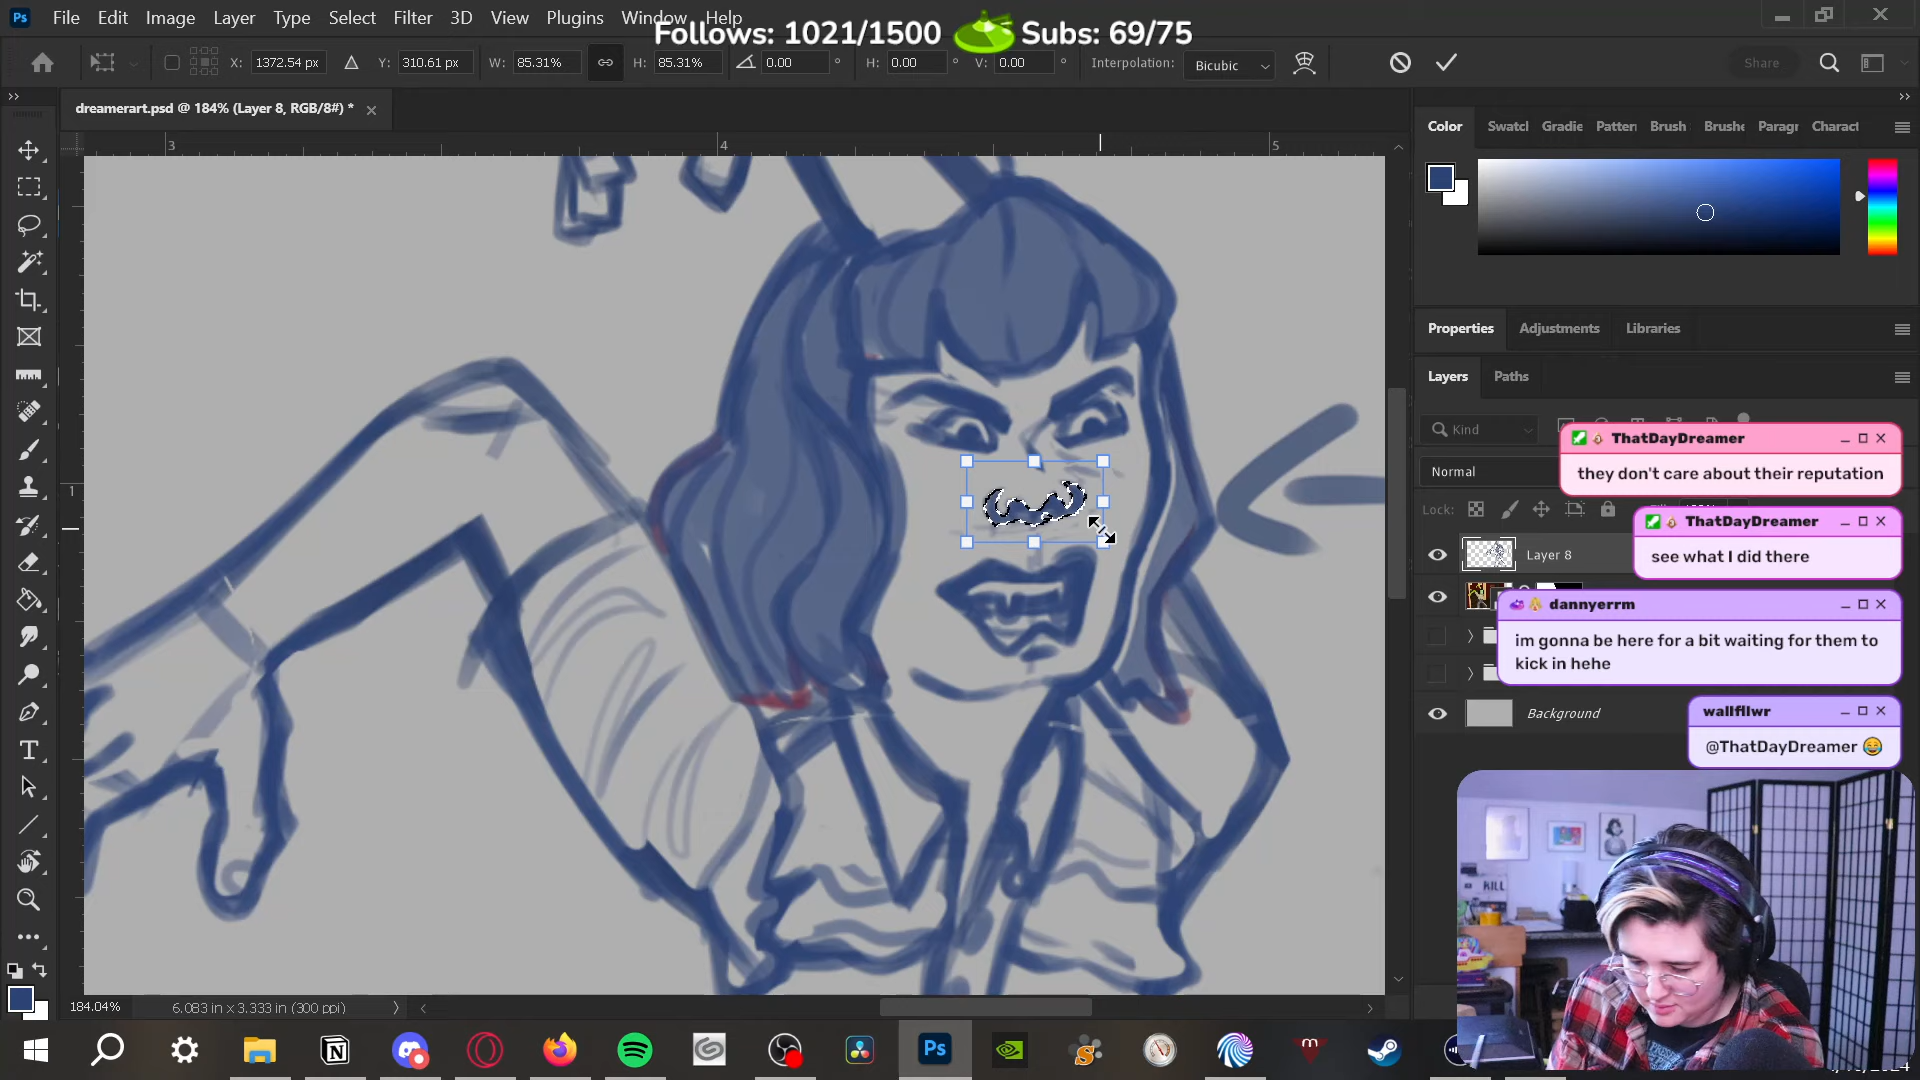 File Edit Image Layer Type Select Filter 3D View Plugins Window Help
Follows: 1021/1500 Subs: 69/75
X: 1372.54 px Y: 310.61 px W: 85.31% H: 85.31% 0.00 ° H: 0.00 ° V: 0.00 ° Interpolation: Bicubic Share
dreamerart.psd @ 184% (Layer 8, RGB/8#) *
3 4 5
1
Color Swatcl Gradie Patterr Brush Brushe Paragr Charact
Properties Adjustments Libraries
Layers Paths
Kind
Normal
Lock:
Layer 8
Background
ThatDayDreamer
they don't care about their reputation
ThatDayDreamer
see what I did there
dannyerrm
im gonna be here for a bit waiting for them to
kick in hehe
wallfllwr
@ThatDayDreamer 😂
KILL
184.04% 6.083 in x 3.333 in (300 ppi)
Ps